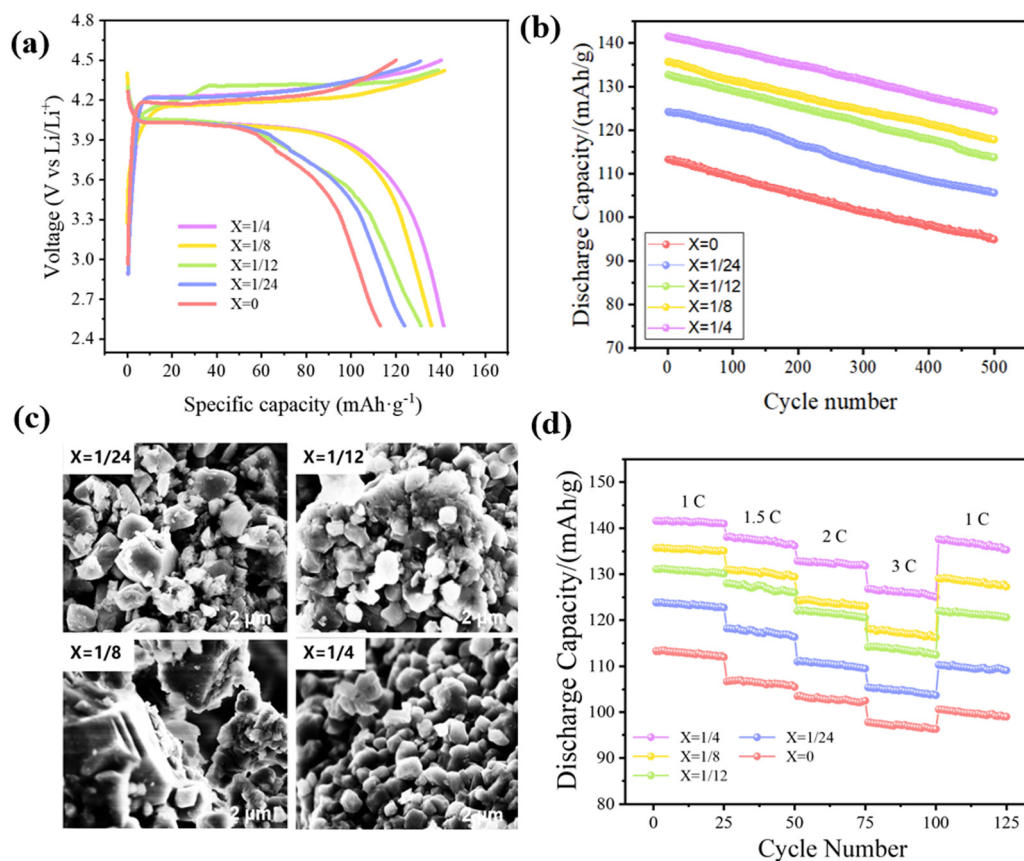 (a)
4.8
4.5
4.2
3.9
3.6
3.3
3.0
2.7
2.4
Voltage (V vs Li/Li⁺)
X=1/4
X=1/8
X=1/12
X=1/24
X=0
0 20 40 60 80 100 120 140 160
Specific capacity (mAh·g⁻¹)
(b)
140
130
120
110
100
90
80
70
Discharge Capacity/(mAh/g)
X=0
X=1/24
X=1/12
X=1/8
X=1/4
0 100 200 300 400 500
Cycle number
(c)
X=1/24
2 μm
X=1/12
2 μm
X=1/8
2 μm
X=1/4
2 μm
(d)
150
140
130
120
110
100
90
80
Discharge Capacity/(mAh/g)
1 C
1.5 C
2 C
3 C
1 C
X=1/4 X=1/24
X=1/8 X=0
X=1/12
0 25 50 75 100 125
Cycle Number